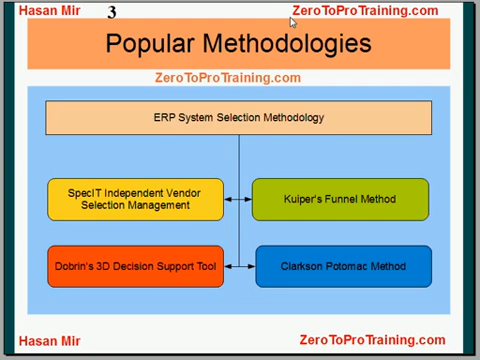 Hasan Mir 3 ZeroToProTraining.com
Popular Methodologies
ZeroToProTraining.com
ERP System Selection Methodology
SpecIT Independent Vendor
Selection Management
Kuiper's Funnel Method
Dobrin's 3D Decision Support Tool
Clarkson Potomac Method
Hasan Mir ZeroToProTraining.com